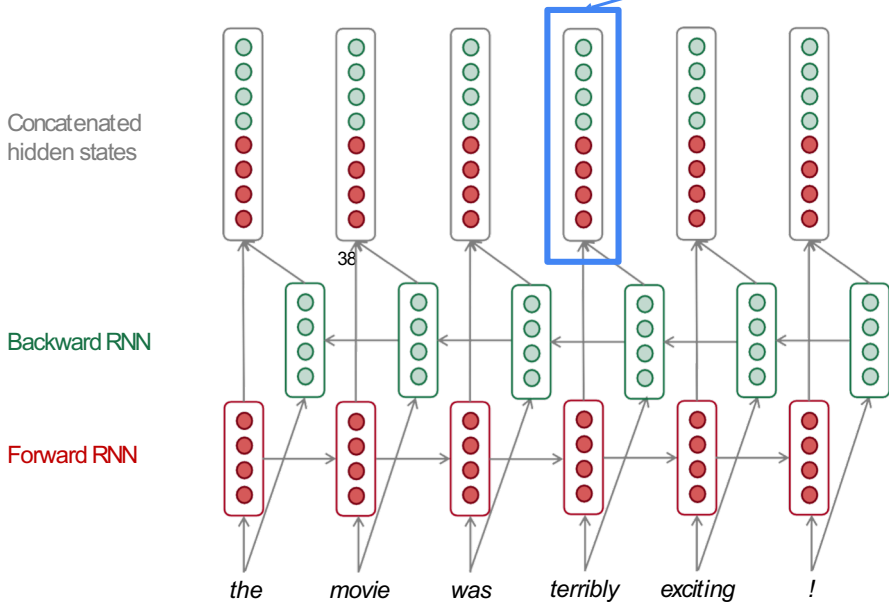 Concatenated
hidden states
38
Backward RNN
Forward RNN
the movie was terribly exciting !